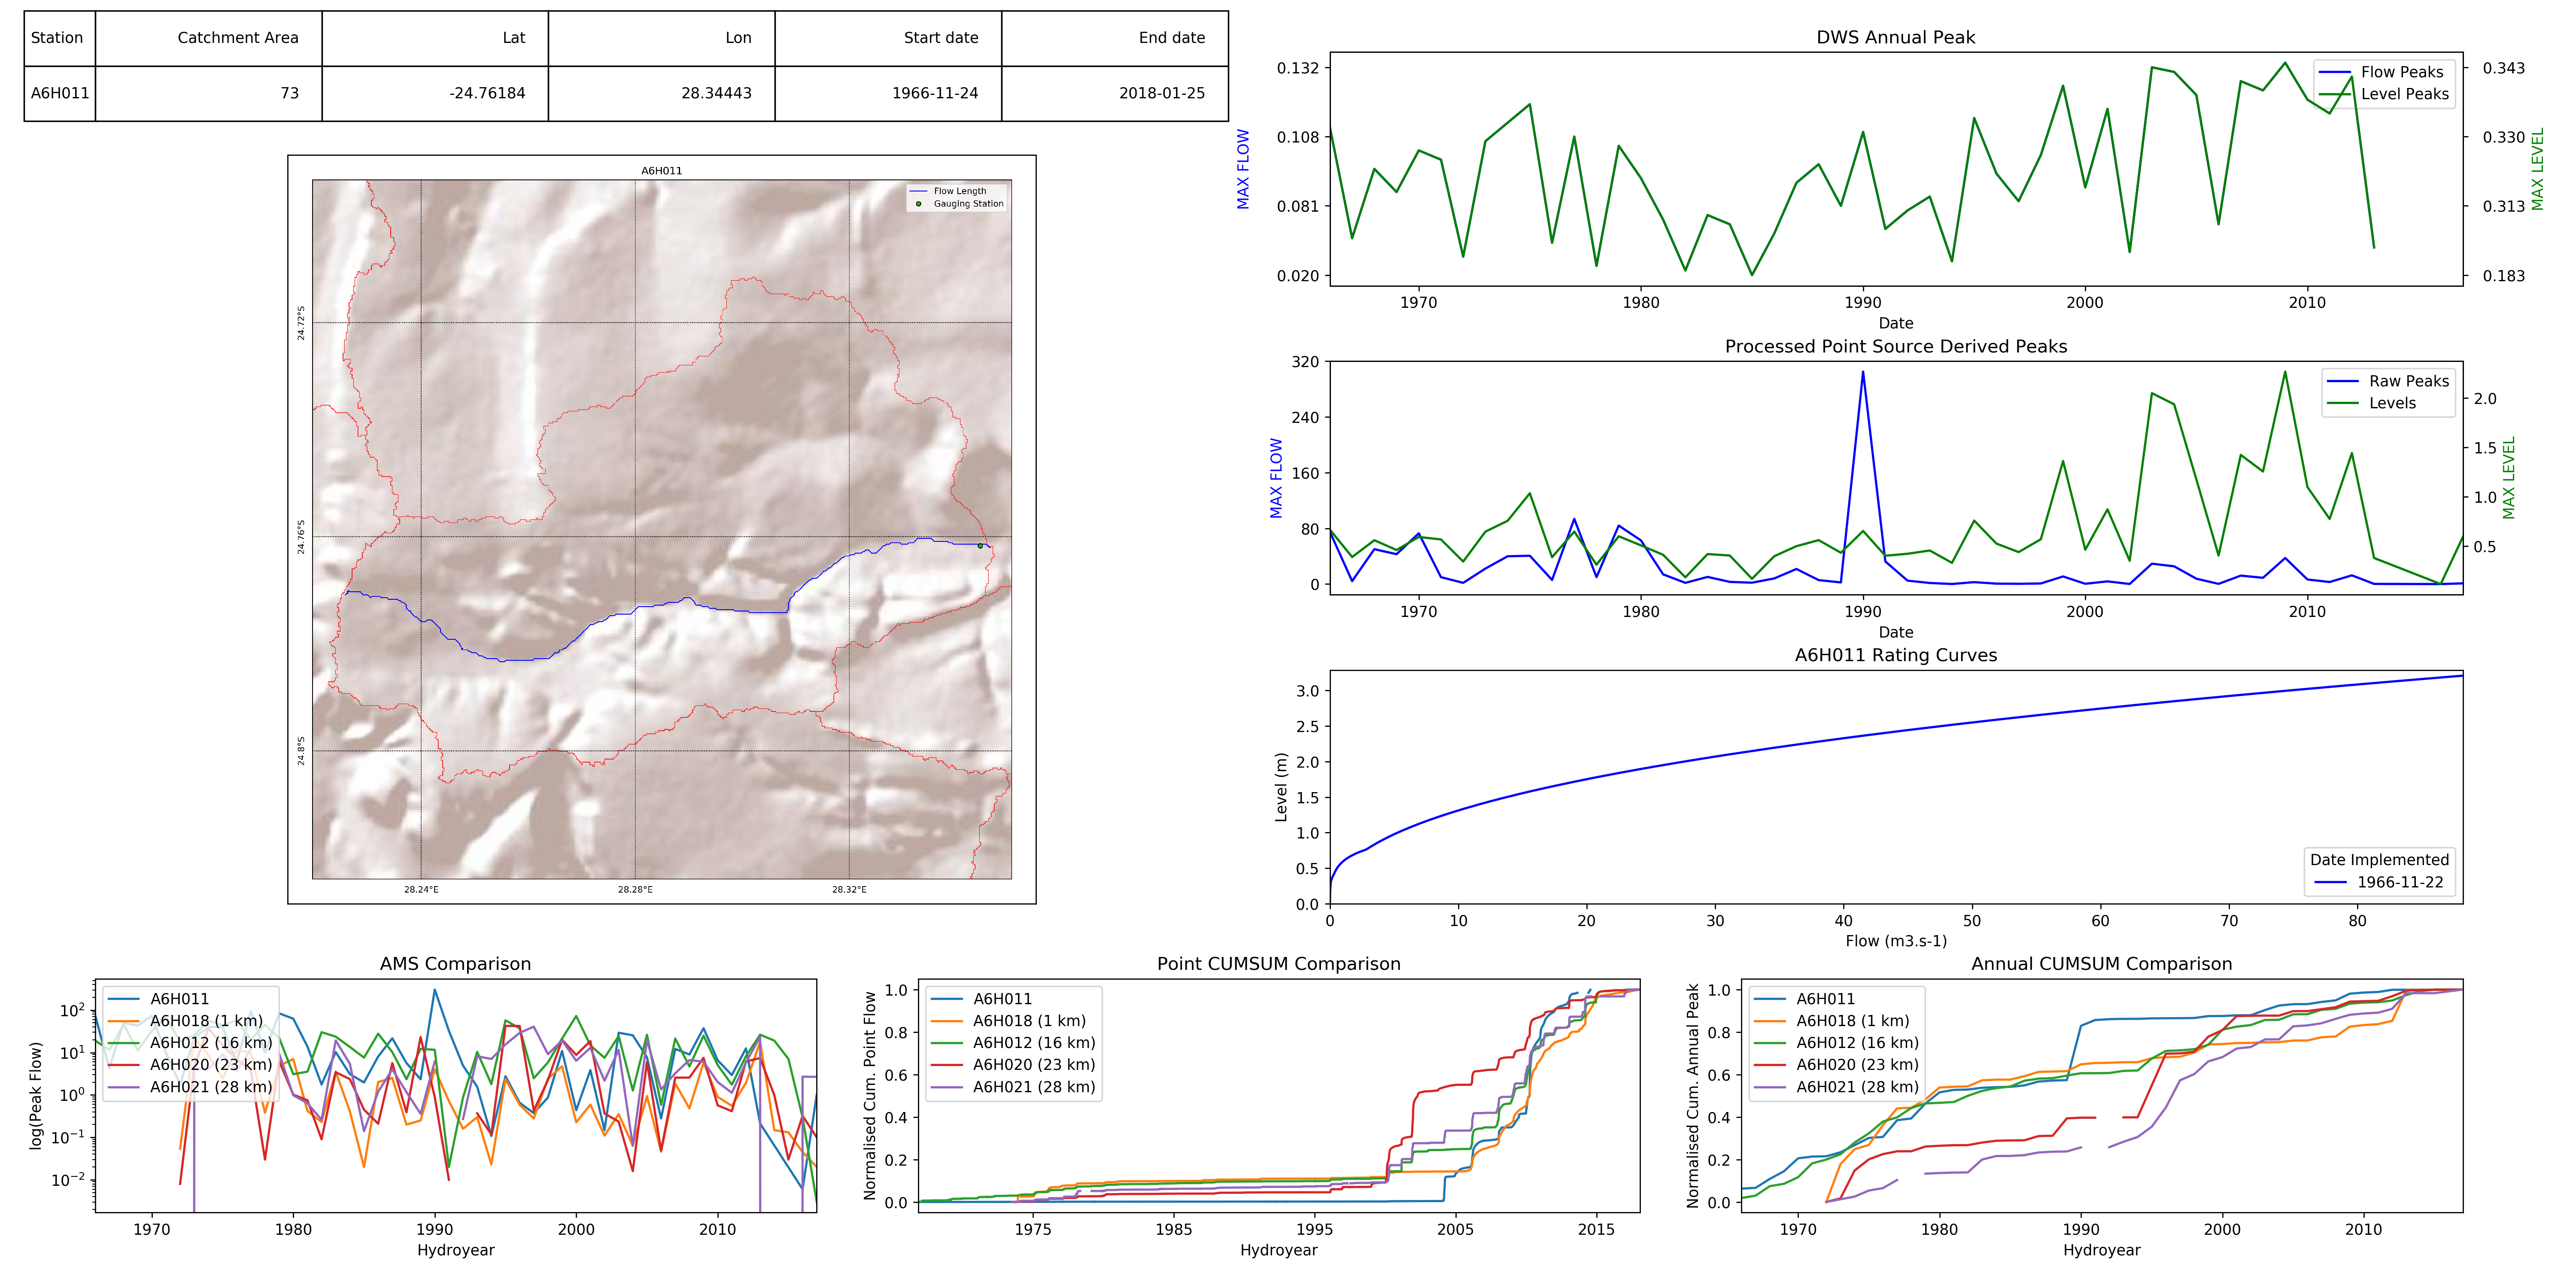 Station Catchment Area Lat Lon Start date End date
A6H011 73 -24.76184 28.34443 1966-11-24 2018-01-25
A6H011
Flow Length
Gauging Station
24.72°S
24.76°S
24.8°S
28.24°E 28.28°E 28.32°E
DWS Annual Peak
Flow Peaks
Level Peaks
MAX FLOW
0.132
0.108
0.081
0.020
0.343
0.330
0.313
0.183
MAX LEVEL
1970 1980 1990 2000 2010
Date
Processed Point Source Derived Peaks
Raw Peaks
Levels
MAX FLOW
320
240
160
80
0
2.0
1.5
1.0
0.5
MAX LEVEL
1970 1980 1990 2000 2010
Date
A6H011 Rating Curves
Level (m)
3.0
2.5
2.0
1.5
1.0
0.5
0.0
Date Implemented
1966-11-22
0 10 20 30 40 50 60 70 80
Flow (m3.s-1)
AMS Comparison
A6H011
A6H018 (1 km)
A6H012 (16 km)
A6H020 (23 km)
A6H021 (28 km)
log(Peak Flow)
10²
10¹
10⁰
10⁻¹
10⁻²
1970 1980 1990 2000 2010
Hydroyear
Point CUMSUM Comparison
A6H011
A6H018 (1 km)
A6H012 (16 km)
A6H020 (23 km)
A6H021 (28 km)
Normalised Cum. Point Flow
1.0
0.8
0.6
0.4
0.2
0.0
1975 1985 1995 2005 2015
Hydroyear
Annual CUMSUM Comparison
A6H011
A6H018 (1 km)
A6H012 (16 km)
A6H020 (23 km)
A6H021 (28 km)
Normalised Cum. Annual Peak
1.0
0.8
0.6
0.4
0.2
0.0
1970 1980 1990 2000 2010
Hydroyear